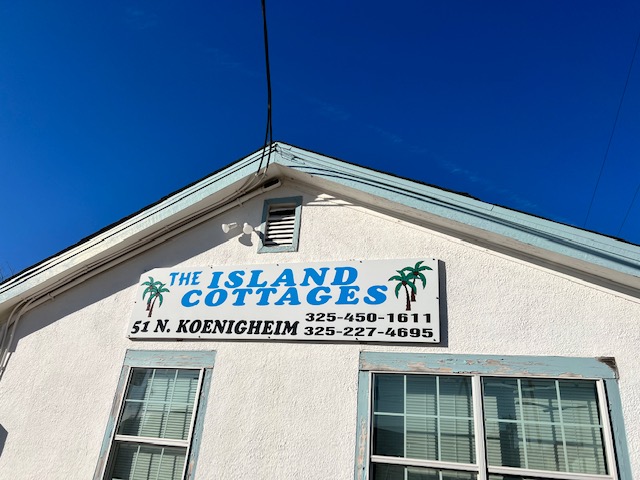 THE ISLAND
COTTAGES
51 N. KOENIGHEIM
325-450-1611
325-227-4695